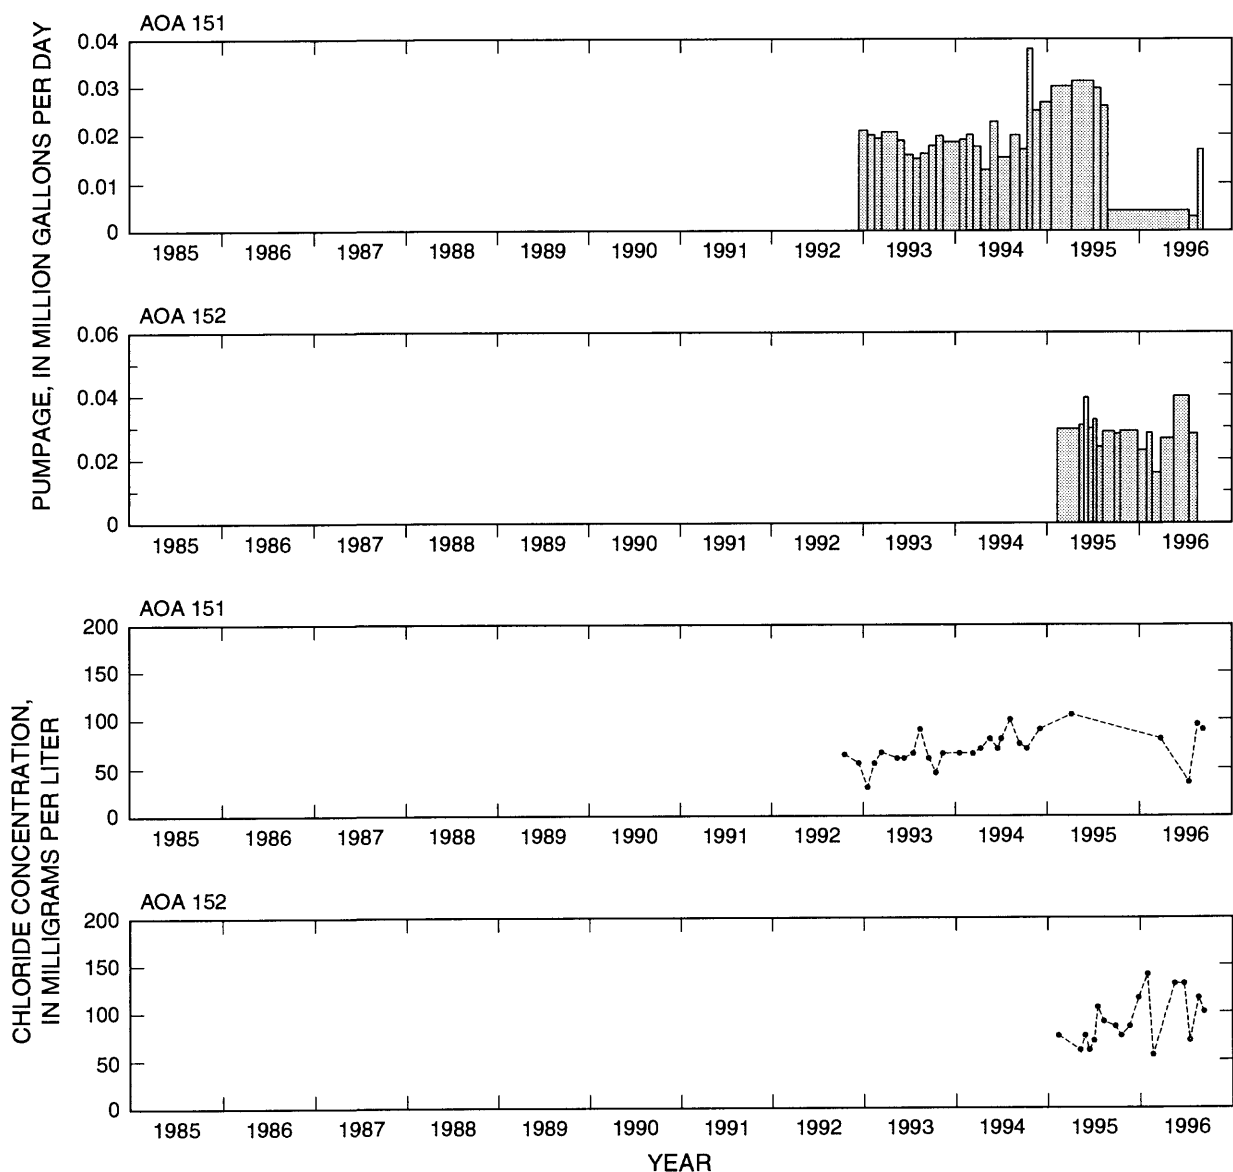 AOA 151
0.04
0.03
0.02
0.01
0
1985 1986 1987 1988 1989 1990 1991 1992 1993 1994 1995 1996
PUMPAGE, IN MILLION GALLONS PER DAY
AOA 152
0.06
0.04
0.02
0
1985 1986 1987 1988 1989 1990 1991 1992 1993 1994 1995 1996
AOA 151
200
150
100
50
0
1985 1986 1987 1988 1989 1990 1991 1992 1993 1994 1995 1996
CHLORIDE CONCENTRATION,
IN MILLIGRAMS PER LITER
AOA 152
200
150
100
50
0
1985 1986 1987 1988 1989 1990 1991 1992 1993 1994 1995 1996
YEAR